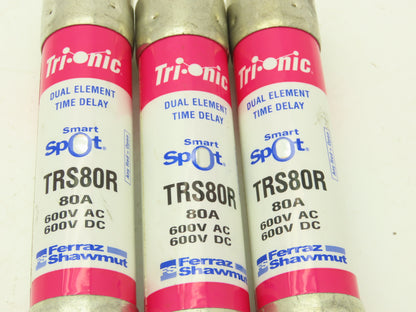 Tri-onic
DUAL ELEMENT
TIME DELAY
Smart
SpOt
TRS80R
80A
600V AC
600V DC
Ferraz
Shawmut
Tri-onic
DUAL ELEMENT
TIME DELAY
Smart
SpOt
TRS80R
80A
600V AC
600V DC
Ferraz
Shawmut
Tri-onic
DUAL ELEMENT
TIME DELAY
Smart
SpOt
TRS80R
80A
600V AC
600V DC
Ferraz
Shawmut